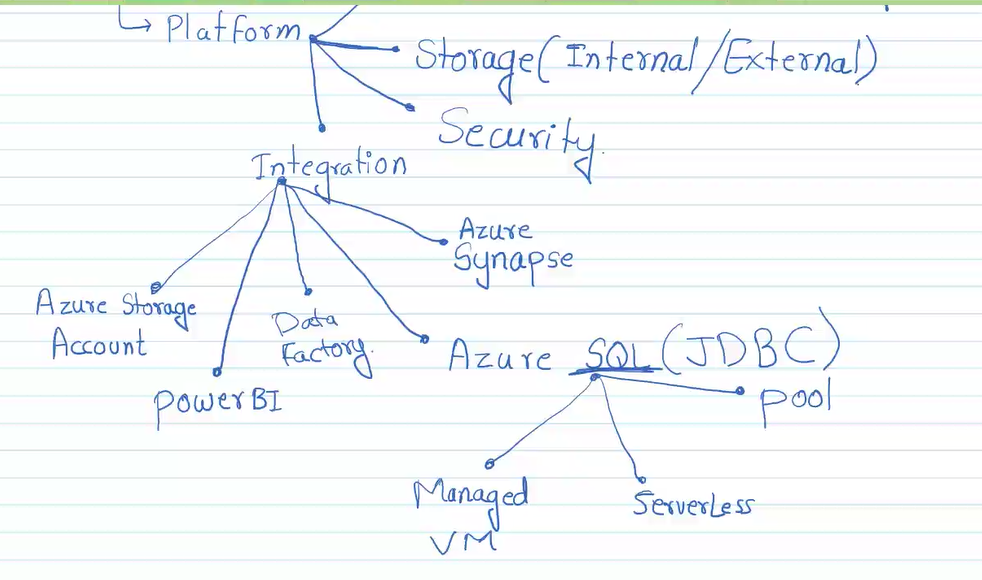 ↳ Platform
Storage (Internal/External)
Security.
Integration
Azure
Synapse
Azure Storage
Account
Data
Factory.
Azure SQL (JDBC)
PowerBI
Pool
Managed
VM
ServerLess